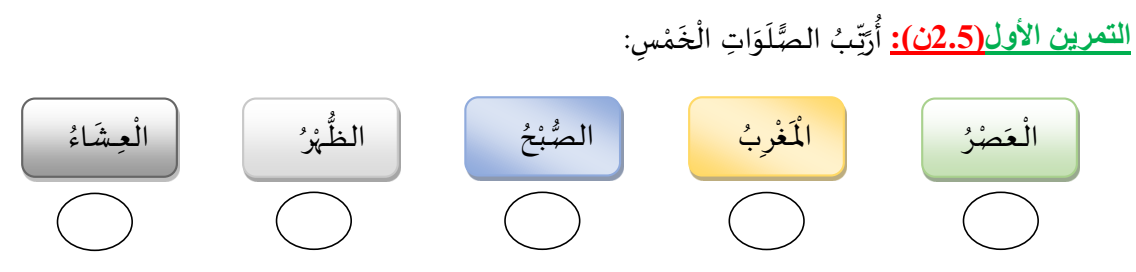 التمرين الأول(2.5ن): أُرَتِّبُ الصَّلَوَاتِ الْخَمْسِ:
الْعَصْرُ الْمَغْرِبُ الصُّبْحُ الظُّهْرُ الْعِشَاءُ